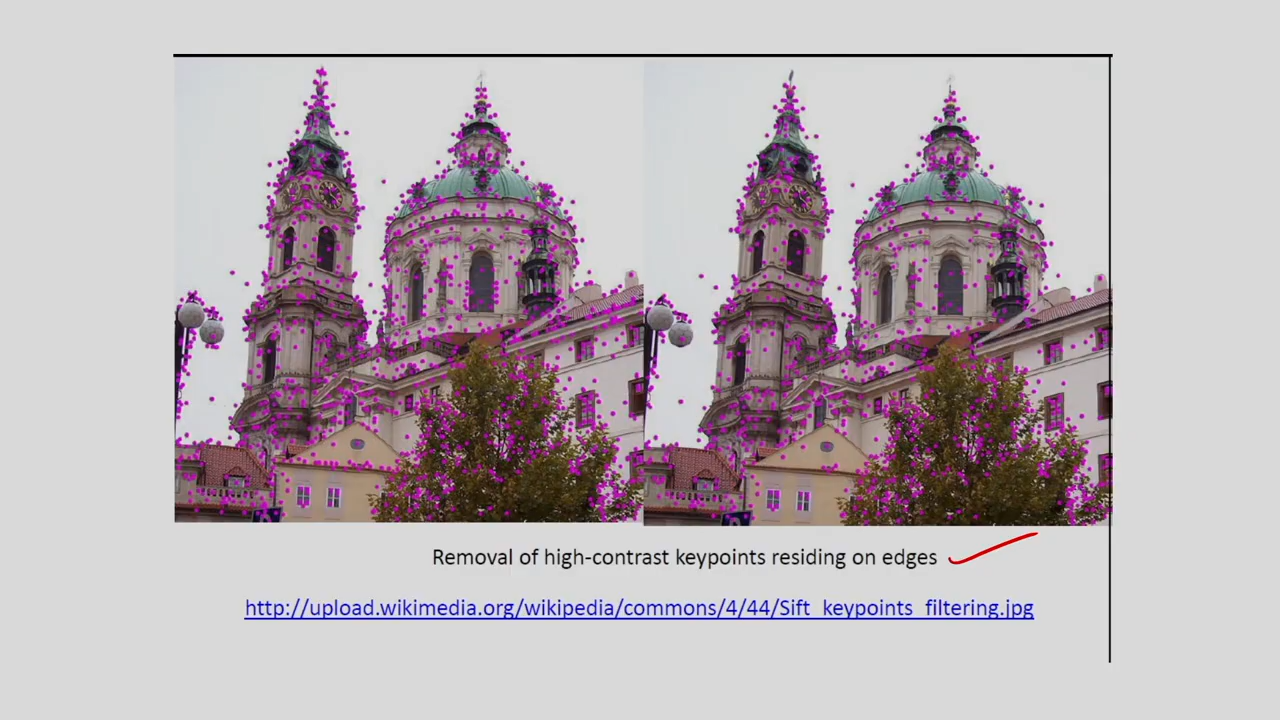 Removal of high-contrast keypoints residing on edges
http://upload.wikimedia.org/wikipedia/commons/4/44/Sift_keypoints_filtering.jpg